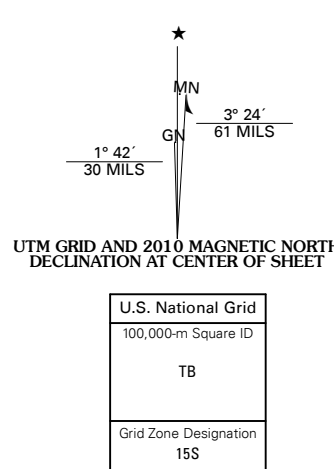 MN
3° 24´
61 MILS
GN
1° 42´
30 MILS
UTM GRID AND 2010 MAGNETIC NORTH
DECLINATION AT CENTER OF SHEET
U.S. National Grid
100,000-m Square ID
TB
Grid Zone Designation
15S